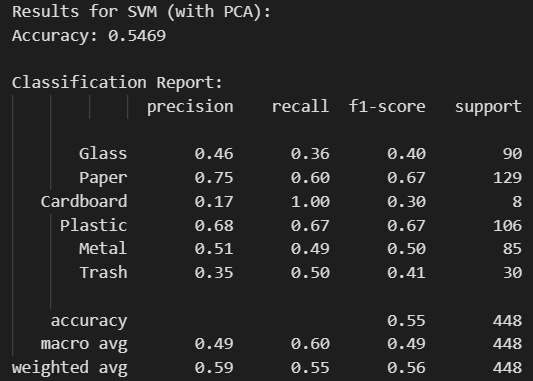 Results for SVM (with PCA):
Accuracy: 0.5469
Classification Report:
precision recall f1-score support
Glass 0.46 0.36 0.40 90
Paper 0.75 0.60 0.67 129
Cardboard 0.17 1.00 0.30 8
Plastic 0.68 0.67 0.67 106
Metal 0.51 0.49 0.50 85
Trash 0.35 0.50 0.41 30
accuracy 0.55 448
macro avg 0.49 0.60 0.49 448
weighted avg 0.59 0.55 0.56 448